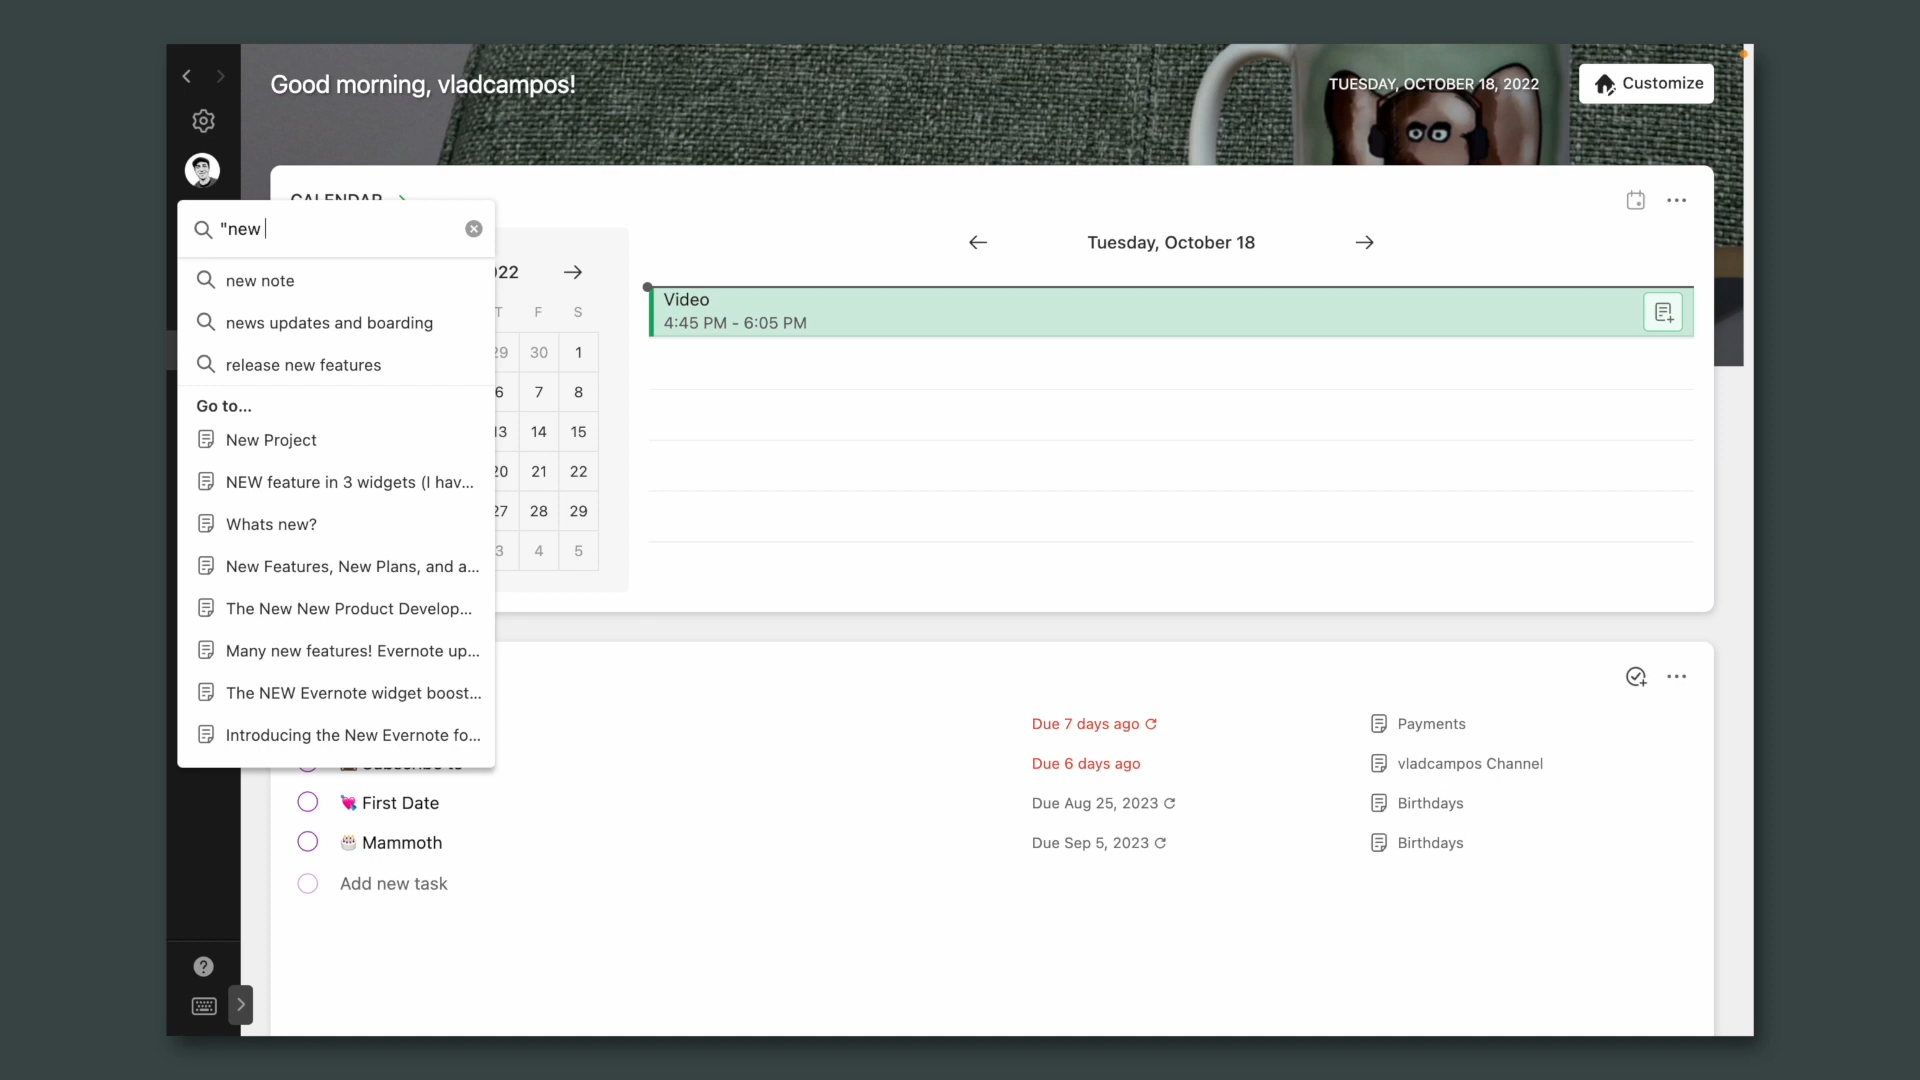 Good morning, vladcampos!
TUESDAY, OCTOBER 18, 2022
Customize
CALENDAR
"new
new note
news updates and boarding
release new features
Go to...
New Project
NEW feature in 3 widgets (I hav...
Whats new?
New Features, New Plans, and a...
The New New Product Develop...
Many new features! Evernote up...
The NEW Evernote widget boost...
Introducing the New Evernote fo...
022
T F S
29 30 1
6 7 8
13 14 15
20 21 22
27 28 29
3 4 5
Tuesday, October 18
Video
4:45 PM - 6:05 PM
Due 7 days ago
Payments
Due 6 days ago
vladcampos Channel
First Date
Due Aug 25, 2023
Birthdays
Mammoth
Due Sep 5, 2023
Birthdays
Add new task